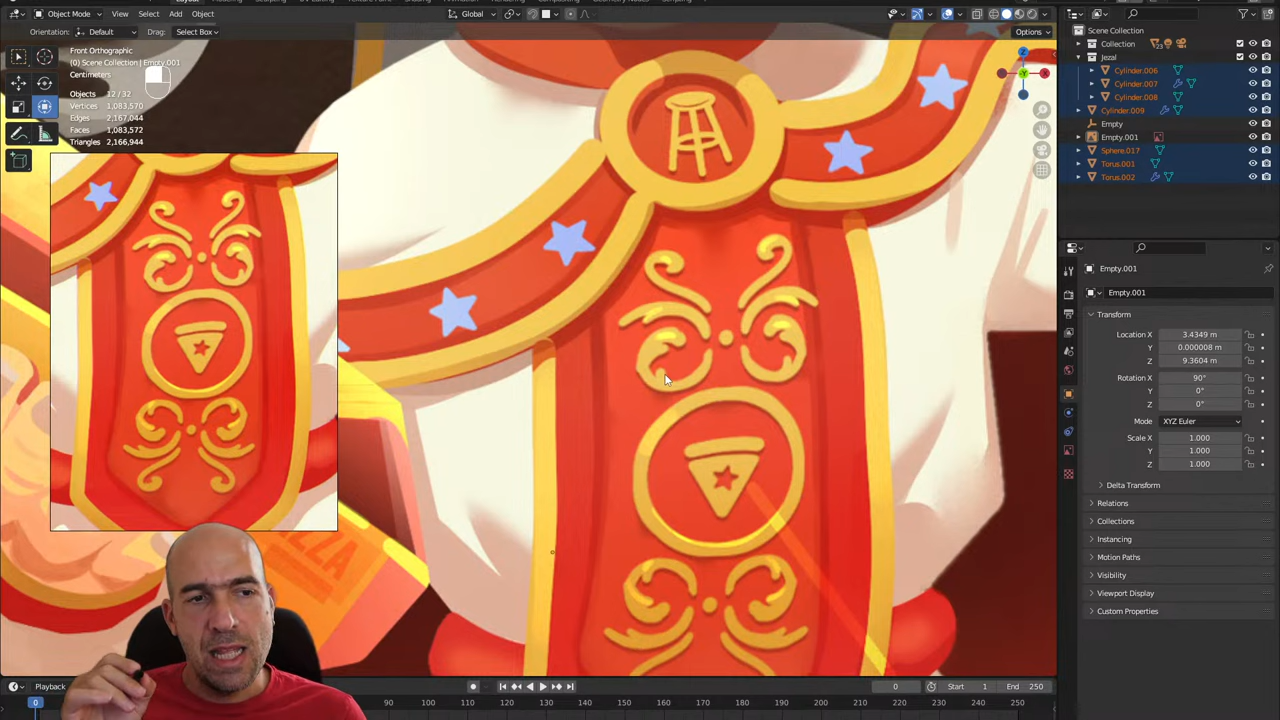 Object Mode
View
Select
Add
Object
Global
Orientation:
Default
Drag:
Select Box
Options
Front Orthographic
(0) Scene Collection | Empty.001
Centimeters
Objects 12 / 32
Vertices 1,083,570
Edges 2,167,044
Faces 1,083,572
Triangles 2,166,944
Z
X
Y
PIZZA
Scene Collection
Collection
23
Jezal
Cylinder.006
Cylinder.007
Cylinder.008
Cylinder.009
Empty
Empty.001
Sphere.017
Torus.001
Torus.002
Empty.001
Empty.001
Transform
Location X 3.4349 m
Y 0.000008 m
Z 9.3604 m
Rotation X 90°
Y 0°
Z 0°
Mode XYZ Euler
Scale X 1.000
Y 1.000
Z 1.000
Delta Transform
Relations
Collections
Instancing
Motion Paths
Visibility
Viewport Display
Custom Properties
Playback
0
Start 1
End 250
0
90 100 110 120 130 140 150 160 170 180 190 200 210 220 230 240 250